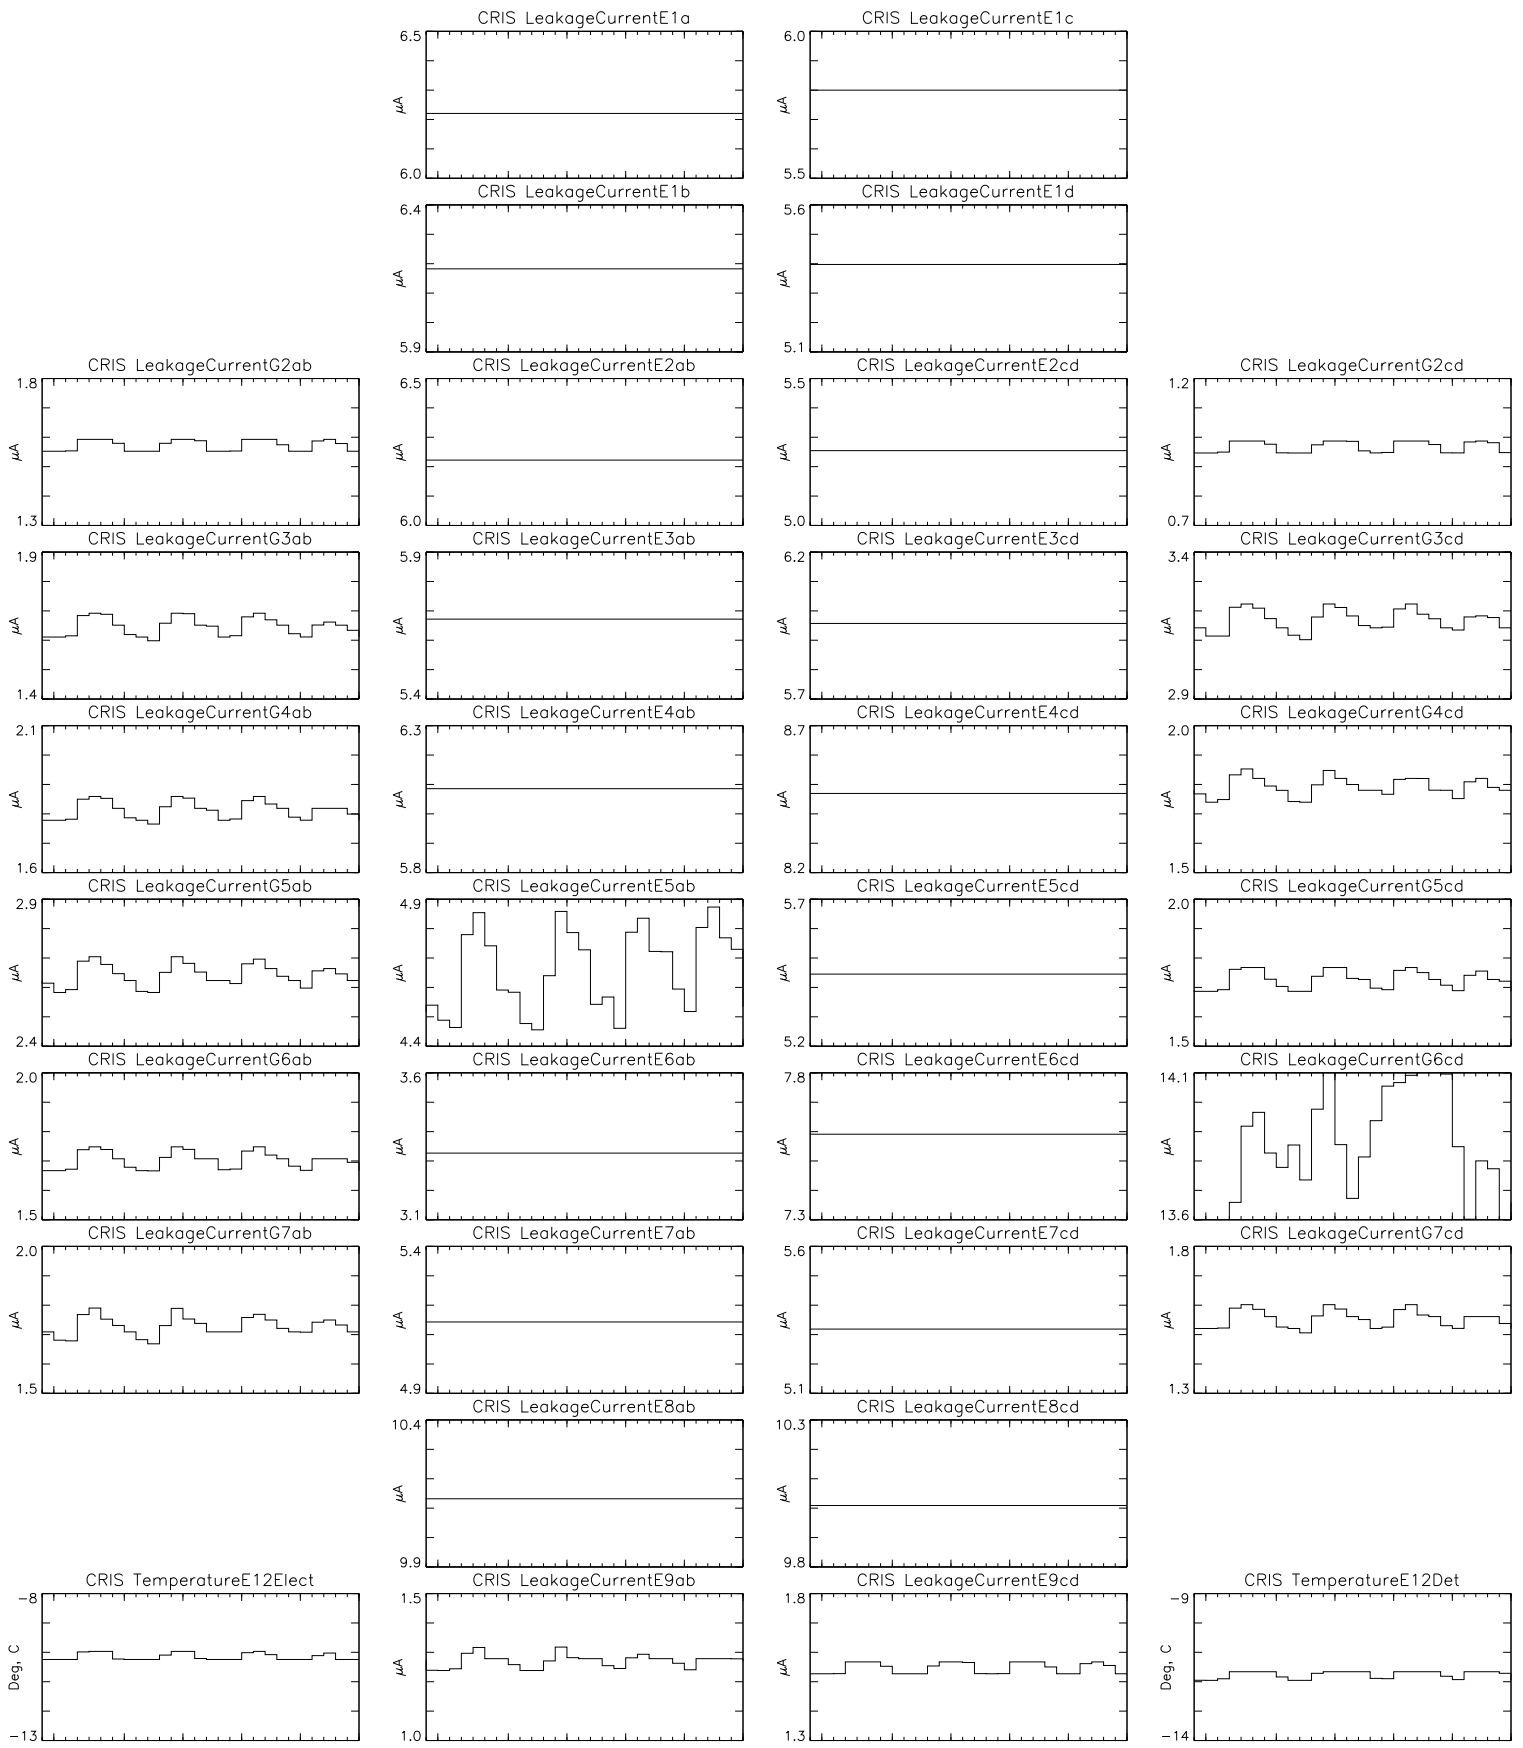 CRIS LeakageCurrentE1a
6.5
μA
6.0
CRIS LeakageCurrentE1c
6.0
μA
5.5
CRIS LeakageCurrentE1b
6.4
μA
5.9
CRIS LeakageCurrentE1d
5.6
μA
5.1
CRIS LeakageCurrentG2ab
1.8
μA
1.3
CRIS LeakageCurrentE2ab
6.5
μA
6.0
CRIS LeakageCurrentE2cd
5.5
μA
5.0
CRIS LeakageCurrentG2cd
1.2
μA
0.7
CRIS LeakageCurrentG3ab
1.9
μA
1.4
CRIS LeakageCurrentE3ab
5.9
μA
5.4
CRIS LeakageCurrentE3cd
6.2
μA
5.7
CRIS LeakageCurrentG3cd
3.4
μA
2.9
CRIS LeakageCurrentG4ab
2.1
μA
1.6
CRIS LeakageCurrentE4ab
6.3
μA
5.8
CRIS LeakageCurrentE4cd
8.7
μA
8.2
CRIS LeakageCurrentG4cd
2.0
μA
1.5
CRIS LeakageCurrentG5ab
2.9
μA
2.4
CRIS LeakageCurrentE5ab
4.9
μA
4.4
CRIS LeakageCurrentE5cd
5.7
μA
5.2
CRIS LeakageCurrentG5cd
2.0
μA
1.5
CRIS LeakageCurrentG6ab
2.0
μA
1.5
CRIS LeakageCurrentE6ab
3.6
μA
3.1
CRIS LeakageCurrentE6cd
7.8
μA
7.3
CRIS LeakageCurrentG6cd
14.1
μA
13.6
CRIS LeakageCurrentG7ab
2.0
μA
1.5
CRIS LeakageCurrentE7ab
5.4
μA
4.9
CRIS LeakageCurrentE7cd
5.6
μA
5.1
CRIS LeakageCurrentG7cd
1.8
μA
1.3
CRIS LeakageCurrentE8ab
10.4
μA
9.9
CRIS LeakageCurrentE8cd
10.3
μA
9.8
CRIS TemperatureE12Elect
−8
Deg, C
−13
CRIS LeakageCurrentE9ab
1.5
μA
1.0
CRIS LeakageCurrentE9cd
1.8
μA
1.3
CRIS TemperatureE12Det
−9
Deg, C
−14